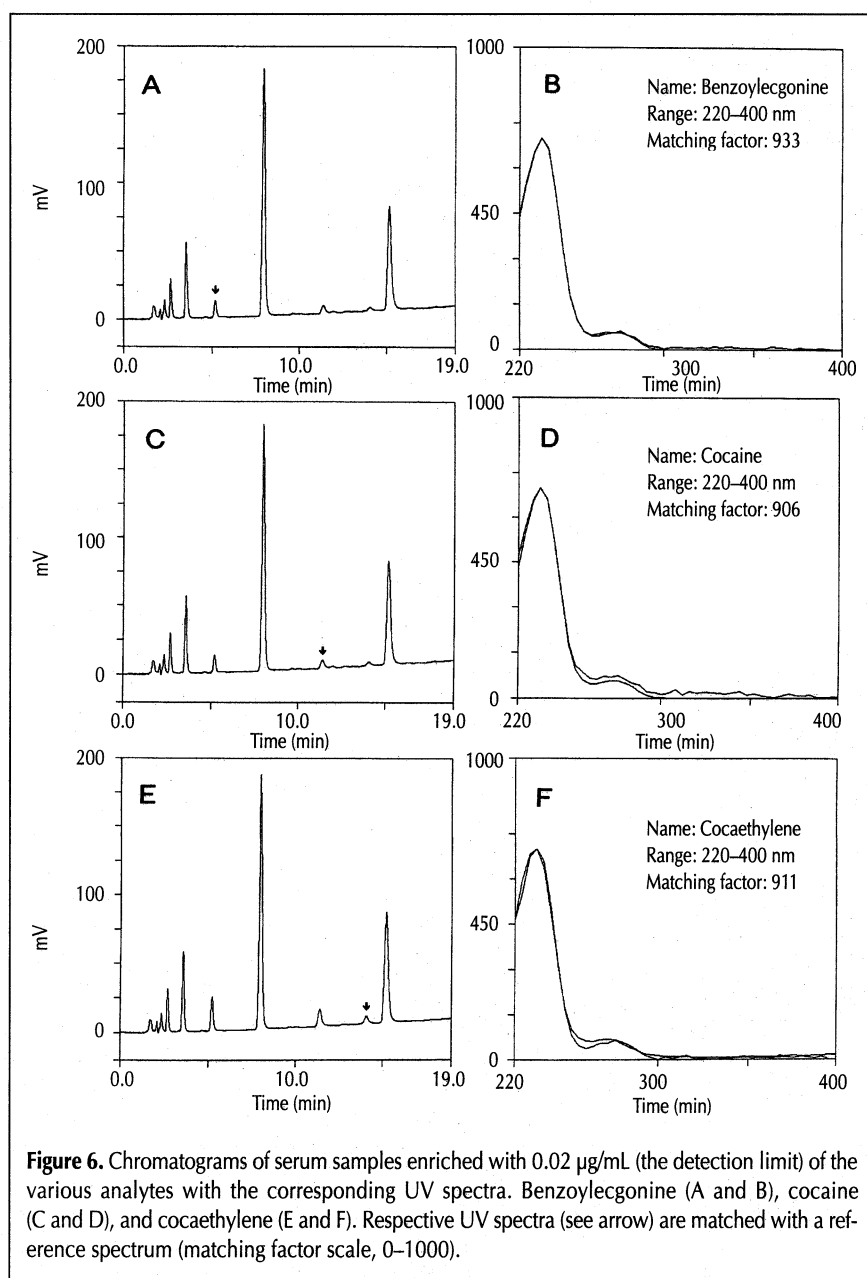 200
100
0
mV
A
0.0
10.0
19.0
Time (min)
1000
450
0
B
Name: Benzoylecgonine
Range: 220–400 nm
Matching factor: 933
220
300
400
Time (min)
200
100
0
mV
C
0.0
10.0
19.0
Time (min)
1000
450
0
D
Name: Cocaine
Range: 220–400 nm
Matching factor: 906
220
300
400
Time (min)
200
100
0
mV
E
0.0
10.0
19.0
Time (min)
1000
450
0
F
Name: Cocaethylene
Range: 220–400 nm
Matching factor: 911
220
300
400
Time (min)
Figure 6. Chromatograms of serum samples enriched with 0.02 µg/mL (the detection limit) of the
various analytes with the corresponding UV spectra. Benzoylecgonine (A and B), cocaine
(C and D), and cocaethylene (E and F). Respective UV spectra (see arrow) are matched with a ref-
erence spectrum (matching factor scale, 0–1000).